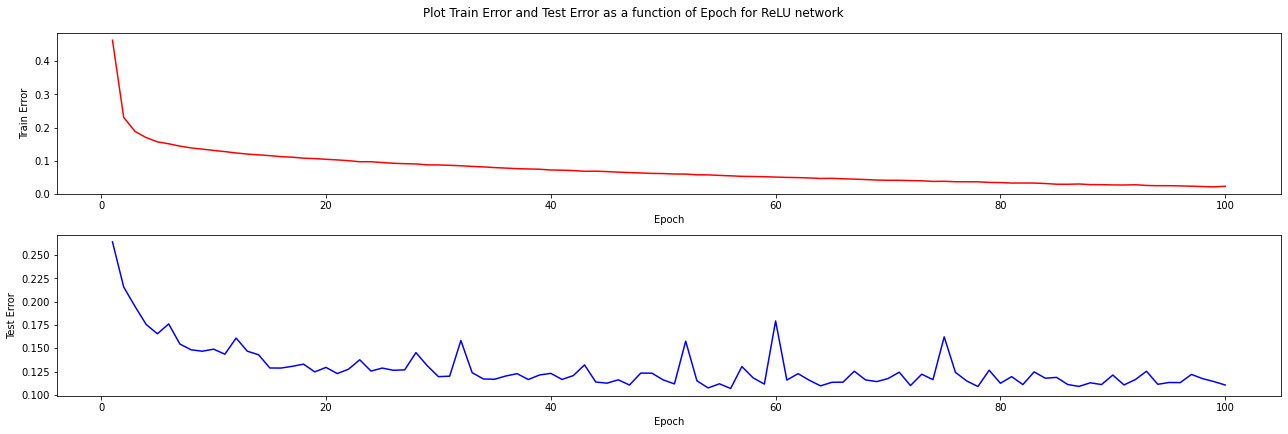 Plot Train Error and Test Error as a function of Epoch for ReLU network
Train Error
0.4
0.3
0.2
0.1
0.0
0 20 40 60 80 100
Epoch
Test Error
0.250
0.225
0.200
0.175
0.150
0.125
0.100
0 20 40 60 80 100
Epoch